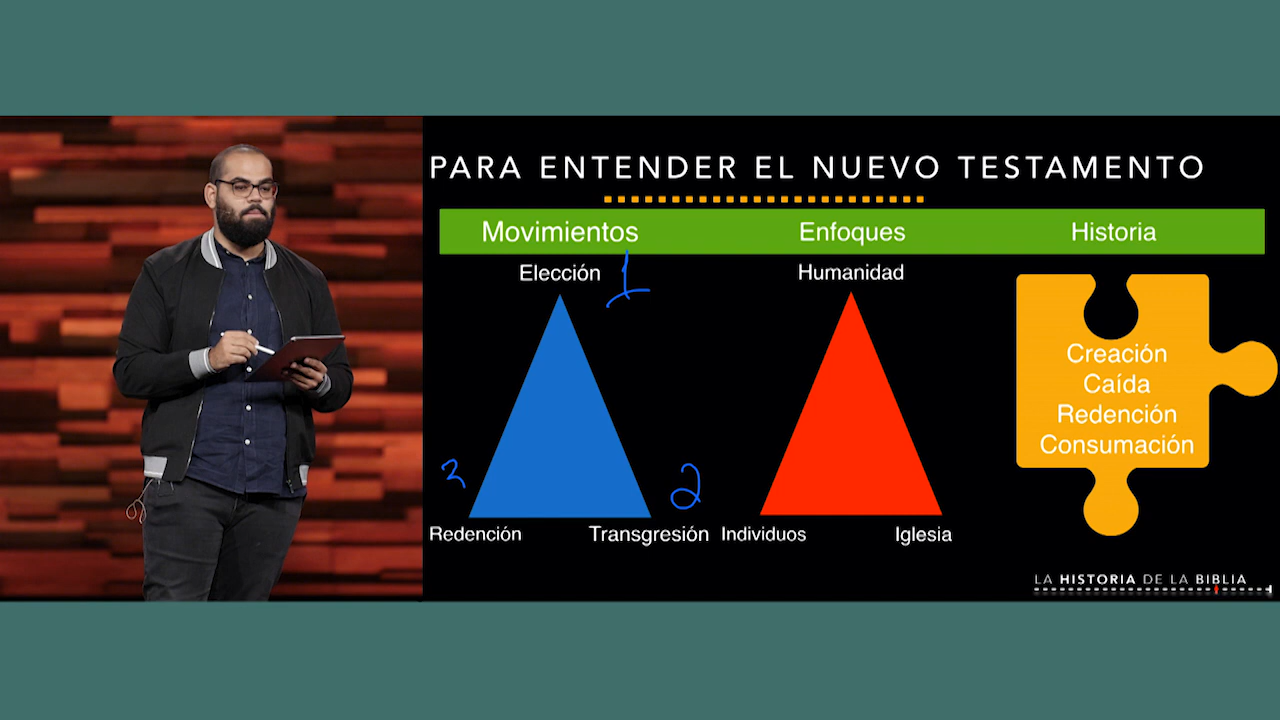 PARA ENTENDER EL NUEVO TESTAMENTO
Movimientos Enfoques Historia
Elección 1 Humanidad
Creación
Caída
Redención
Consumación
3 2
Redención Transgresión Individuos Iglesia
LA HISTORIA DE LA BIBLIA